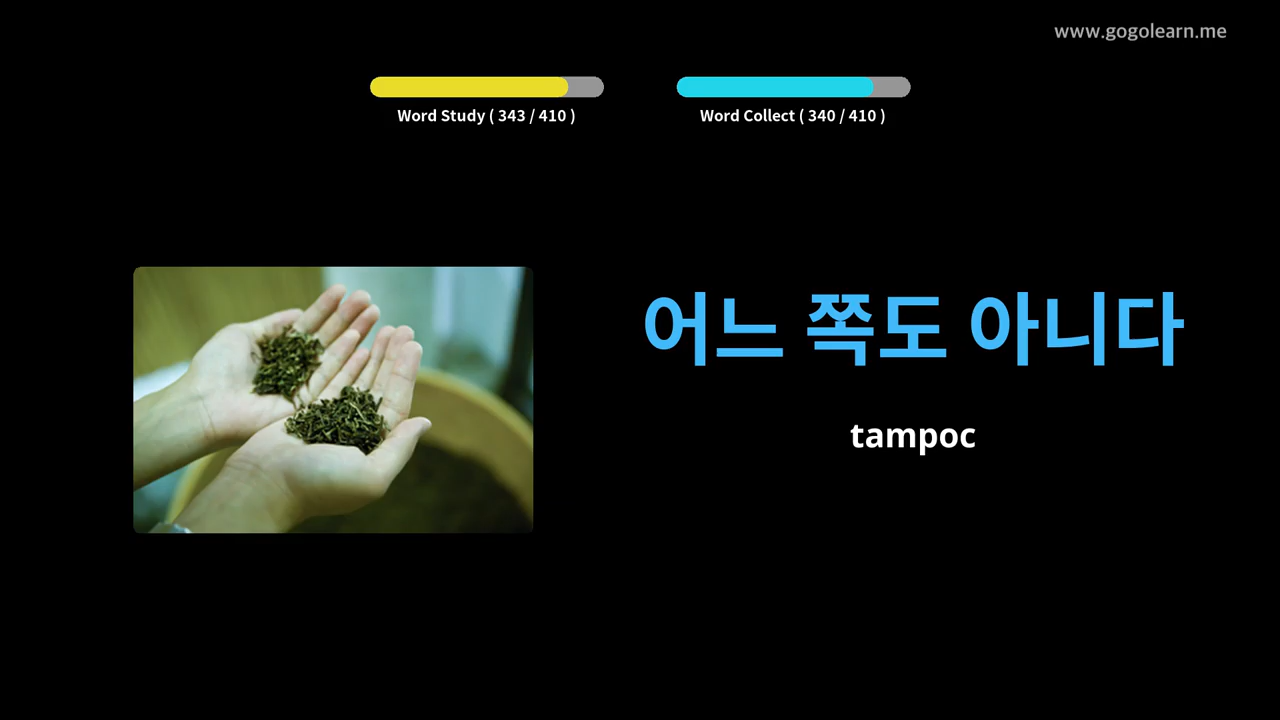 www.gogolearn.me
Word Study ( 343 / 410 )
Word Collect ( 340 / 410 )
어느 쪽도 아니다
tampoc